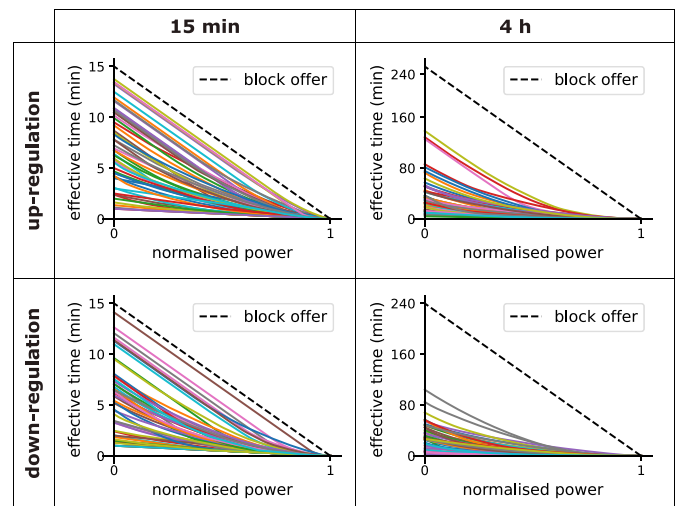 15 min
4 h
up-regulation
effective time (min)
15
10
5
0
0
1
normalised power
block offer
effective time (min)
240
160
80
0
0
1
normalised power
block offer
down-regulation
effective time (min)
15
10
5
0
0
1
normalised power
block offer
effective time (min)
240
160
80
0
0
1
normalised power
block offer